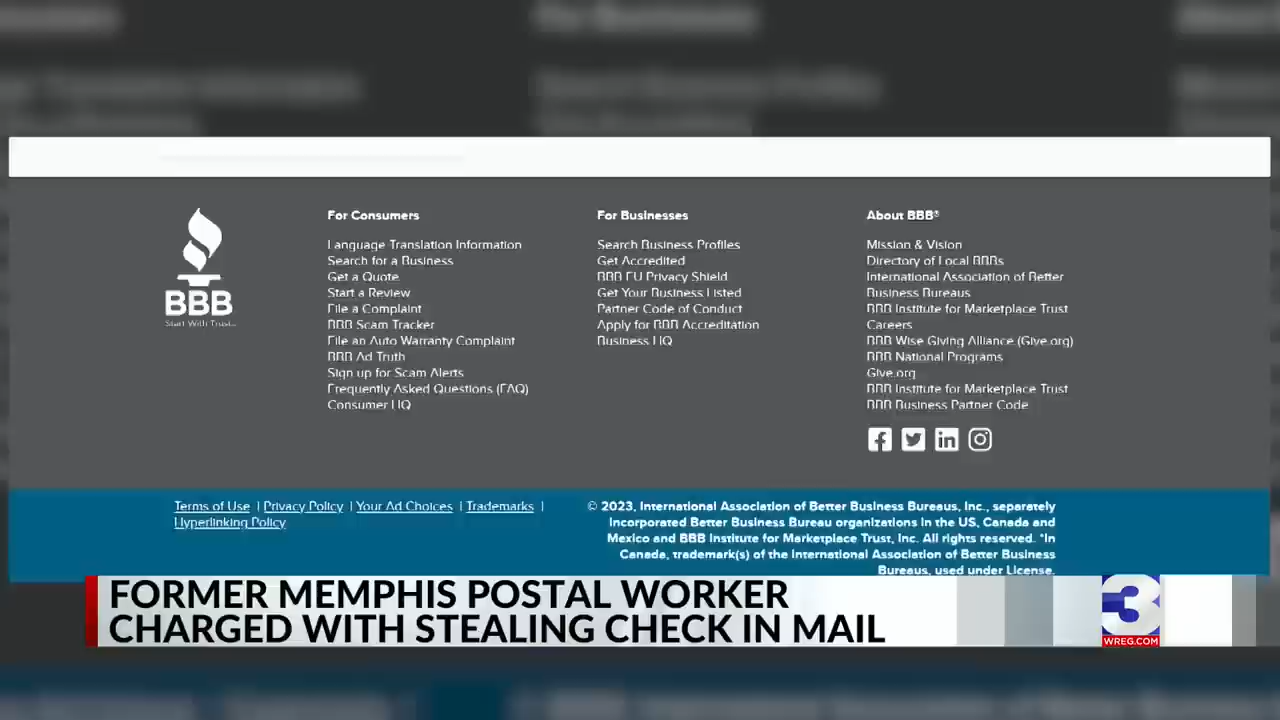 For Consumers
Language Translation Information
Search for a Business
Get a Quote
Start a Review
File a Complaint
BBB Scam Tracker
File an Auto Warranty Complaint
BBB Ad Truth
Sign up for Scam Alerts
Frequently Asked Questions (FAQ)
Consumer HQ
For Businesses
Search Business Profiles
Get Accredited
BBB EU Privacy Shield
Get Your Business Listed
Partner Code of Conduct
Apply for BBB Accreditation
Business HQ
About BBB®
Mission & Vision
Directory of Local BBBs
International Association of Better
Business Bureaus
BBB Institute for Marketplace Trust
Careers
BBB Wise Giving Alliance (Give.org)
BBB National Programs
Give.org
BBB Institute for Marketplace Trust
BBB Business Partner Code
BBB
Start With Trust
Terms of Use | Privacy Policy | Your Ad Choices | Trademarks |
Hyperlinking Policy
© 2023, International Association of Better Business Bureaus, Inc., separately
incorporated Better Business Bureau organizations in the US, Canada and
Mexico and BBB Institute for Marketplace Trust, Inc. All rights reserved. *In
Canada, trademark(s) of the International Association of Better Business
Bureaus, used under License.
FORMER MEMPHIS POSTAL WORKER
CHARGED WITH STEALING CHECK IN MAIL
3
WREG.COM